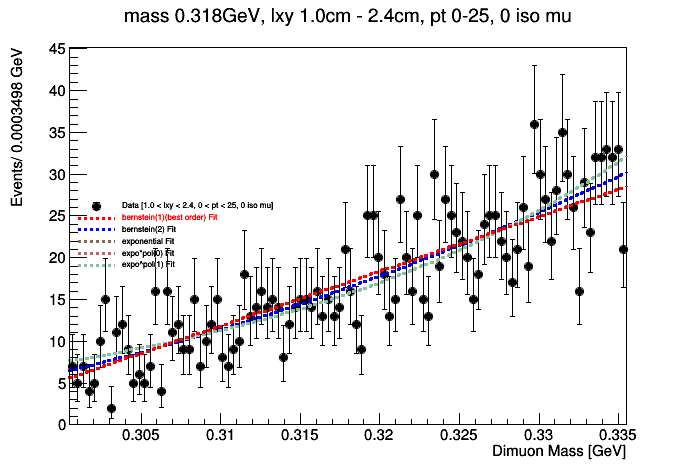 mass 0.318GeV, lxy 1.0cm - 2.4cm, pt 0-25, 0 iso mu
Events/ 0.0003498 GeV
45
40
35
30
25
20
15
10
5
0
Data [1.0 < lxy < 2.4, 0 < pt < 25, 0 iso mu]
bernstein(1)(best order) Fit
bernstein(2) Fit
exponential Fit
expo*pol(0) Fit
expo*pol(1) Fit
0.305 0.31 0.315 0.32 0.325 0.33 0.335
Dimuon Mass [GeV]